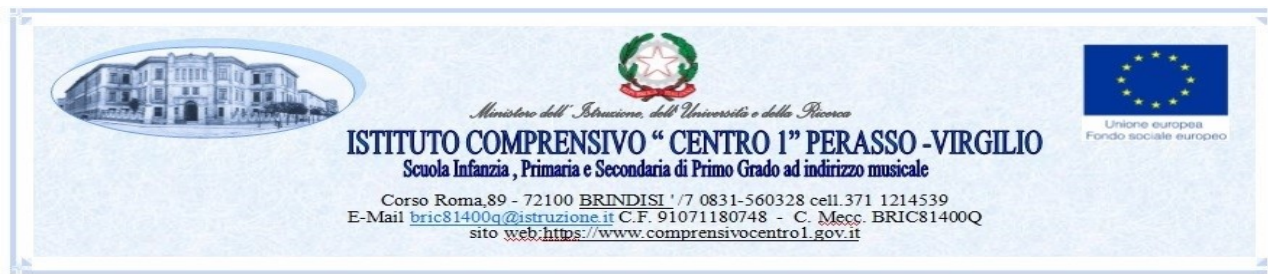 Ministero dell' Istruzione, dell' Università e della Ricerca
ISTITUTO COMPRENSIVO “ CENTRO 1” PERASSO -VIRGILIO
Scuola Infanzia , Primaria e Secondaria di Primo Grado ad indirizzo musicale
Corso Roma,89 - 72100 BRINDISI '/7 0831-560328 cell.371 1214539
E-Mail bric81400q@istruzione.it C.F. 91071180748 - C. Mecc. BRIC81400Q
sito web:https://www.comprensivocentro1.gov.it
Unione europea
Fondo sociale europeo